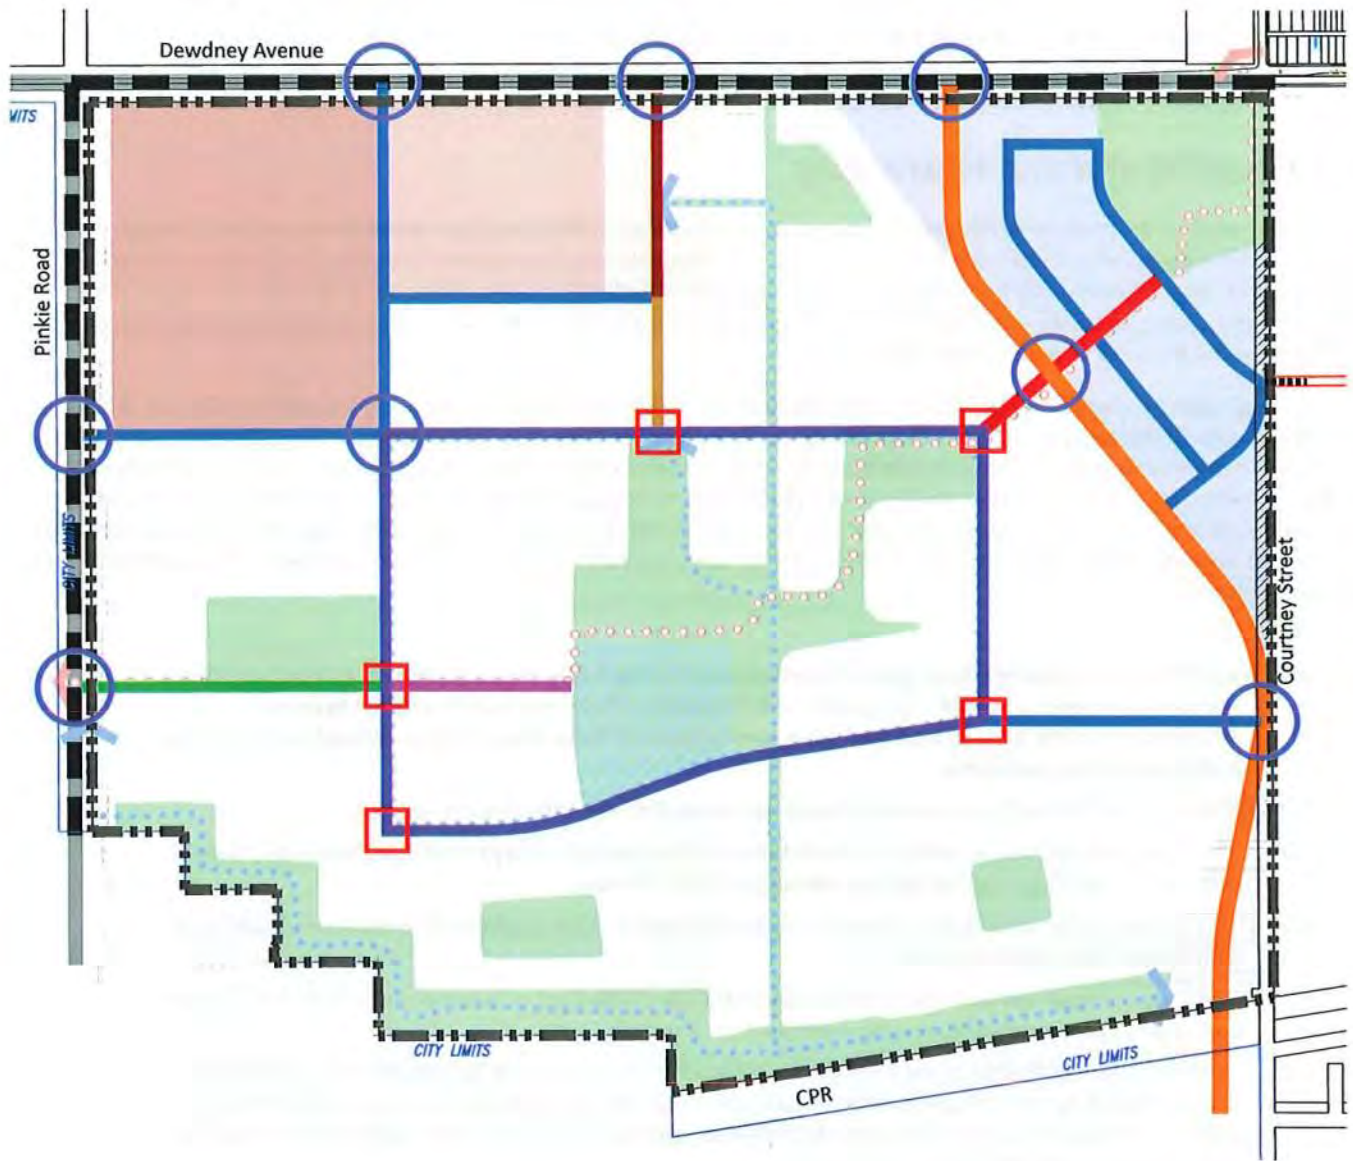 Dewdney Avenue
MITS
Pinkie Road
CITY LIMITS
Courtney Street
CITY LIMITS
CITY LIMITS
CPR